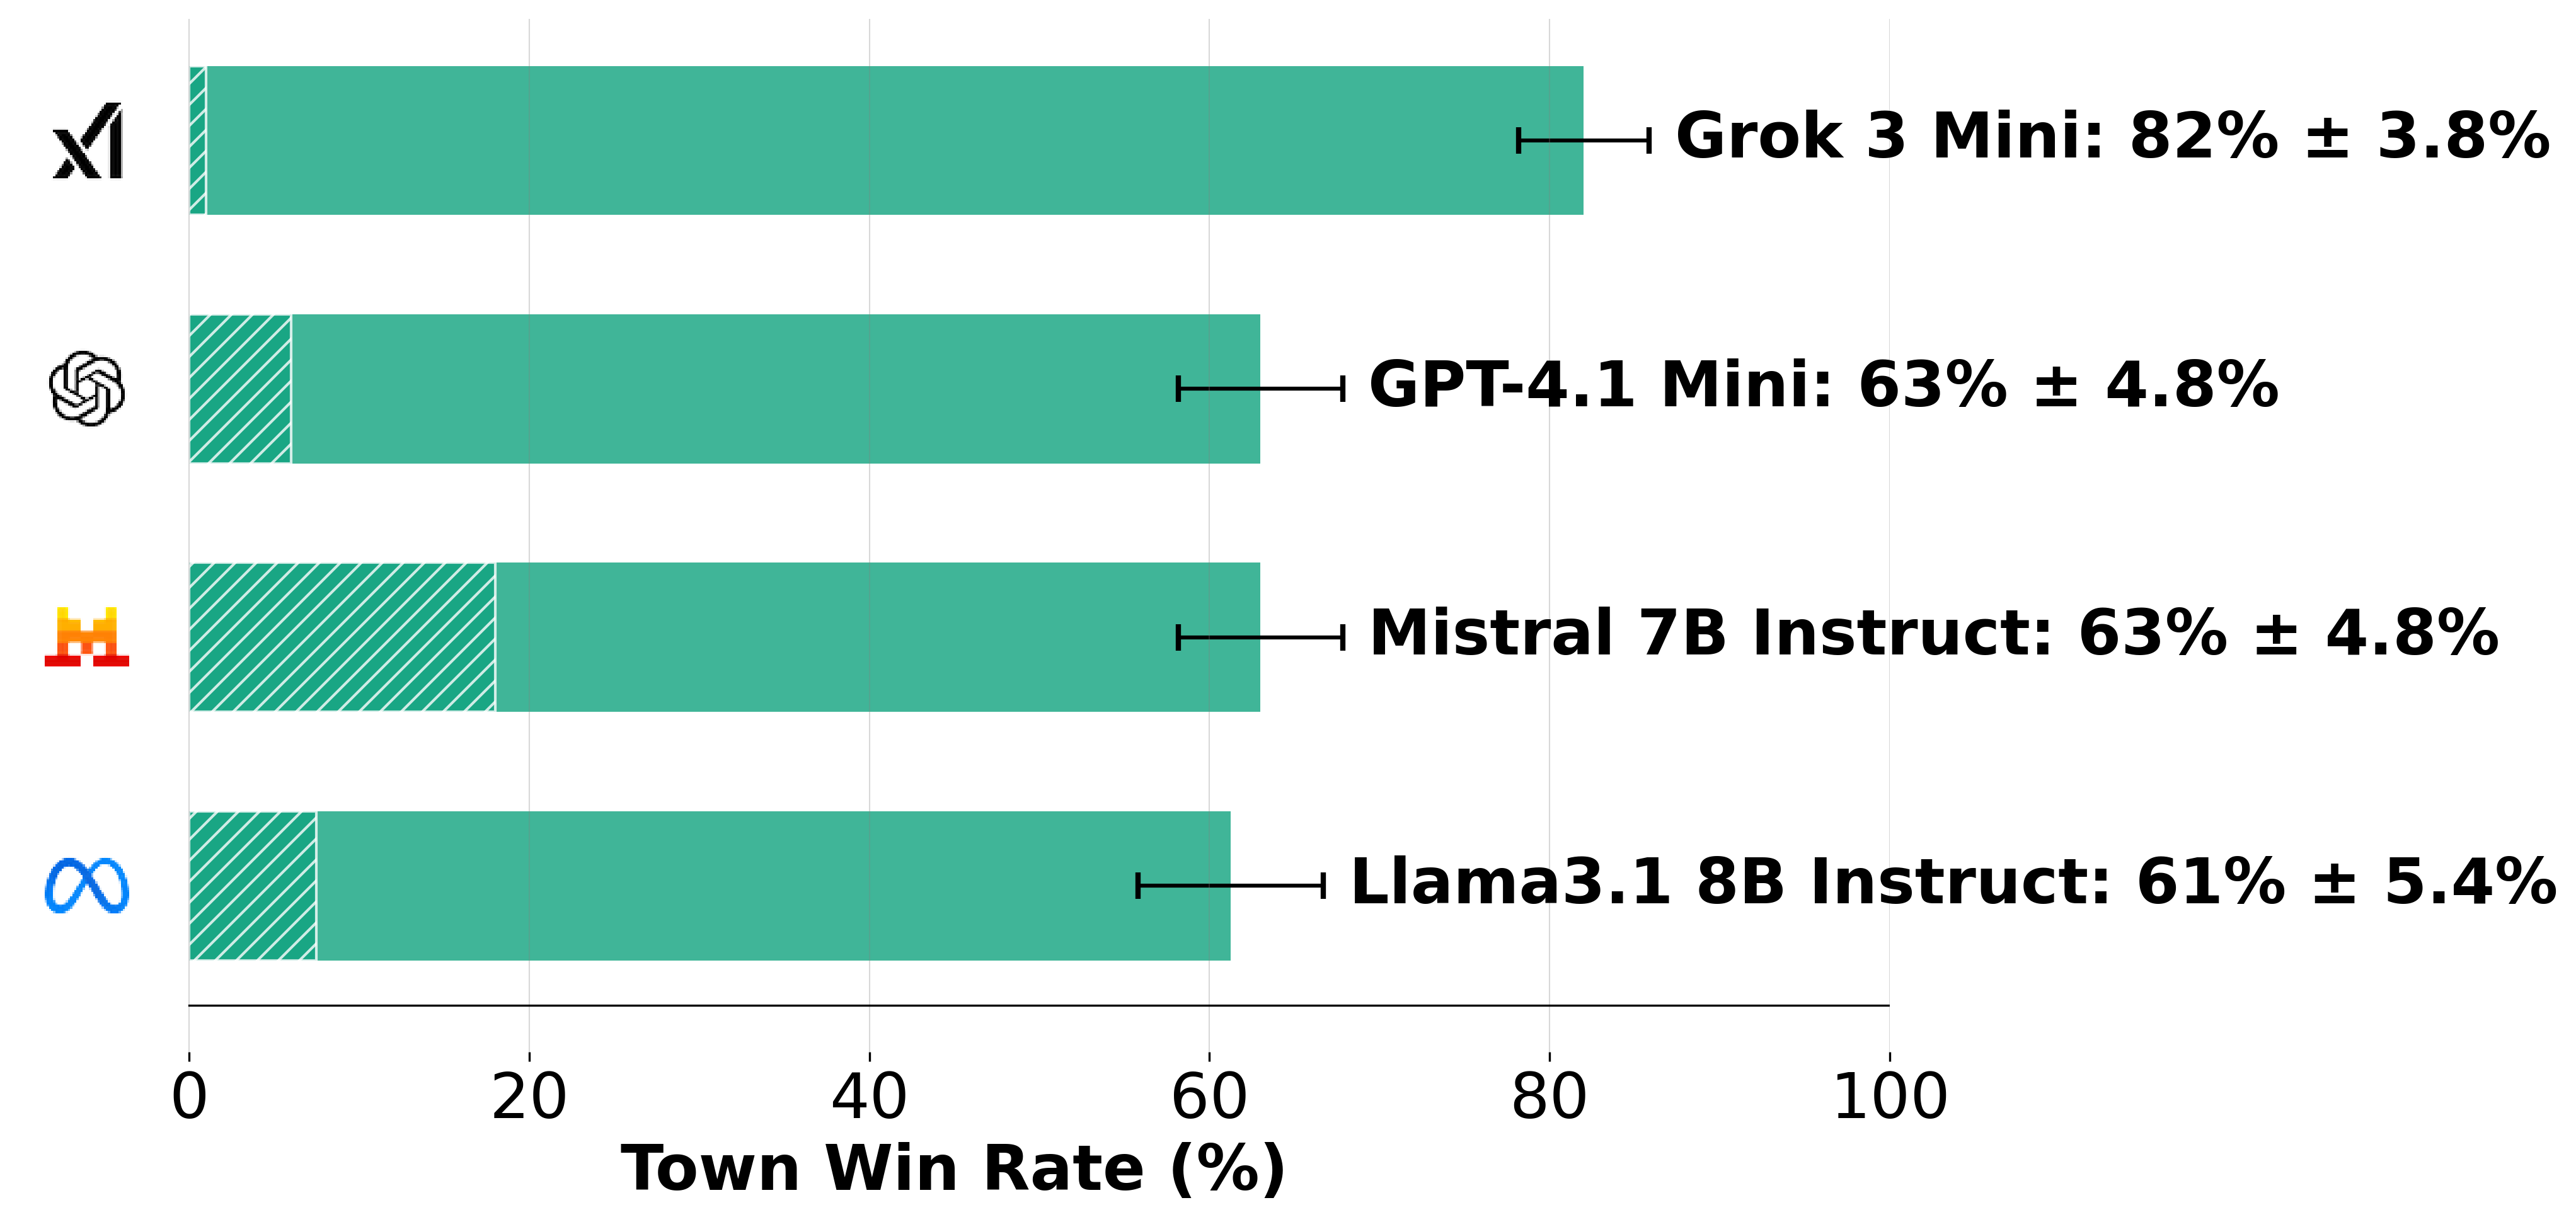 Grok 3 Mini: 82% ± 3.8%
GPT-4.1 Mini: 63% ± 4.8%
Mistral 7B Instruct: 63% ± 4.8%
Llama3.1 8B Instruct: 61% ± 5.4%
0 20 40 60 80 100
Town Win Rate (%)